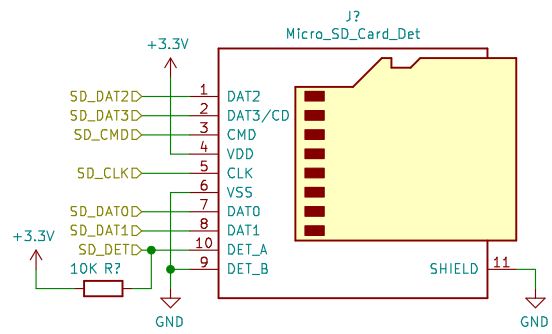 J?
Micro_SD_Card_Det
+3.3V
SD_DAT2 1 DAT2
SD_DAT3 2 DAT3/CD
SD_CMD 3 CMD
4 VDD
SD_CLK 5 CLK
6 VSS
SD_DAT0 7 DAT0
SD_DAT1 8 DAT1
+3.3V
SD_DET 10 DET_A
10K R?
9 DET_B
SHIELD 11
GND
GND